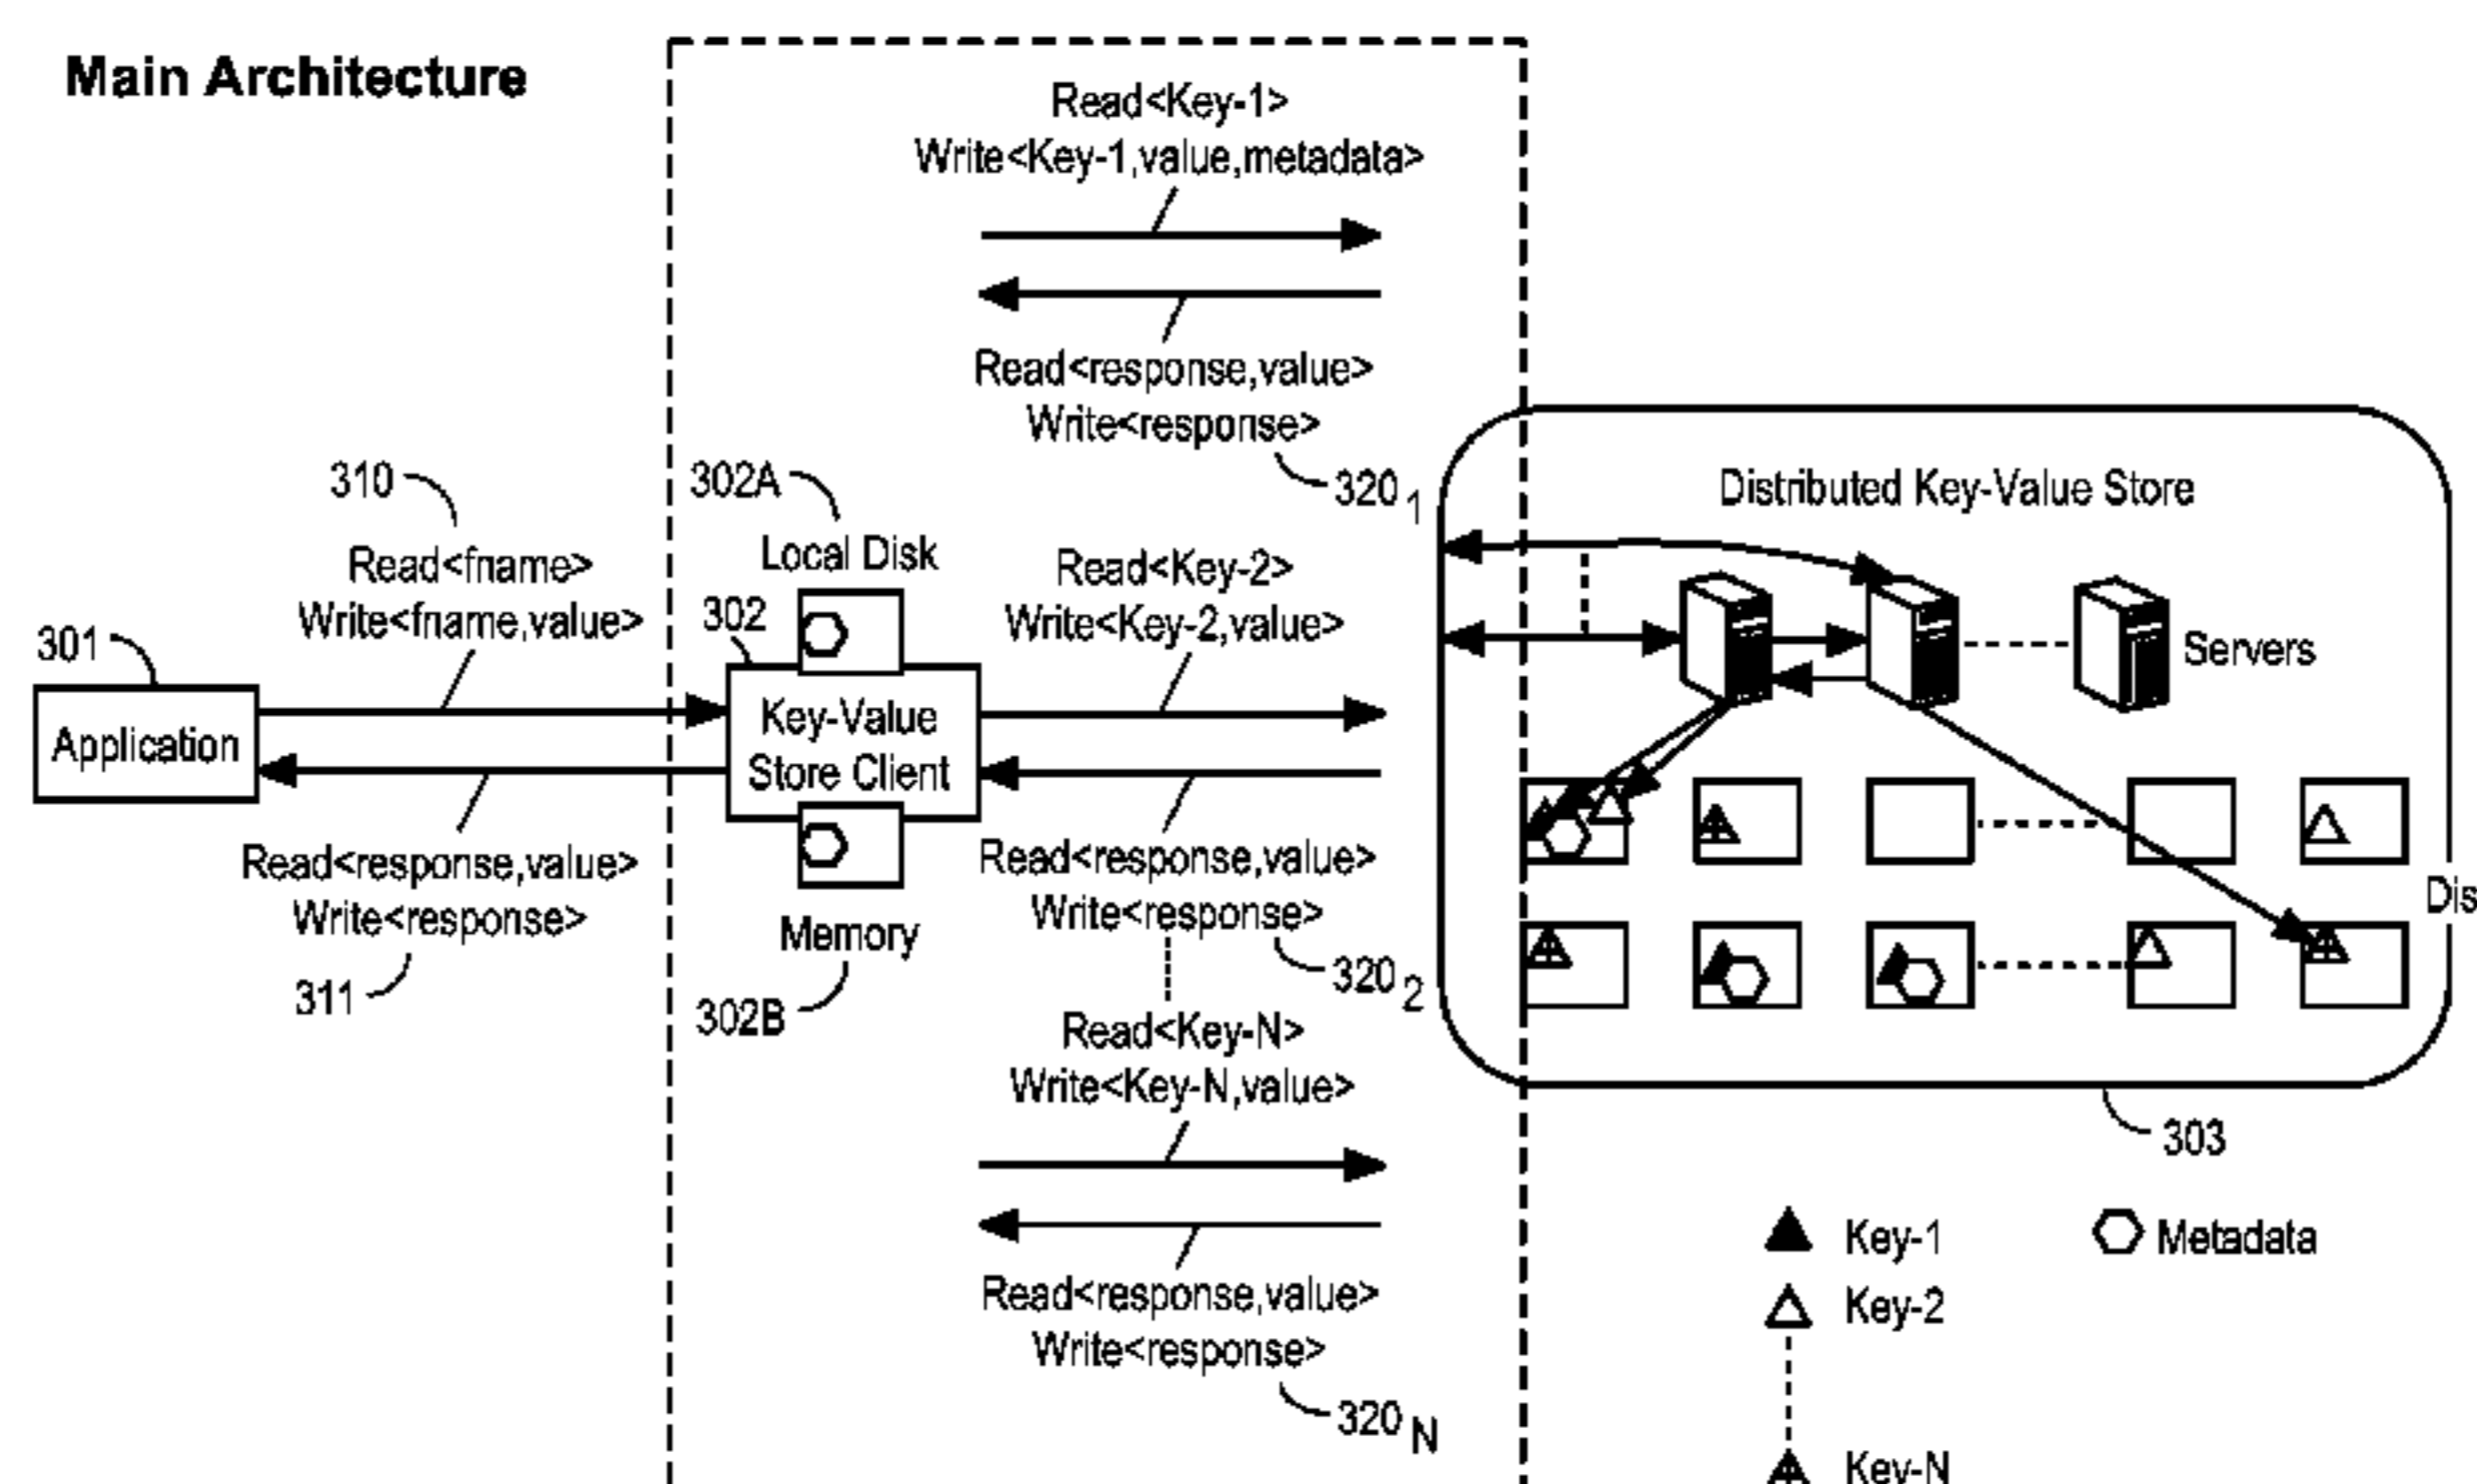 Main Architecture
Read<Key-1>
Write<Key-1,value,metadata>
Read<response,value>
Write<response>
320 1
310
Read<fname>
Write<fname,value>
301
Application
Read<response,value>
Write<response>
311
302A
Local Disk
302
Key-Value
Store Client
Memory
302B
Read<Key-2>
Write<Key-2,value>
Read<response,value>
Write<response>
320 2
Read<Key-N>
Write<Key-N,value>
Read<response,value>
Write<response>
320 N
Distributed Key-Value Store
Servers
Dis
303
Key-1
Metadata
Key-2
Key-N